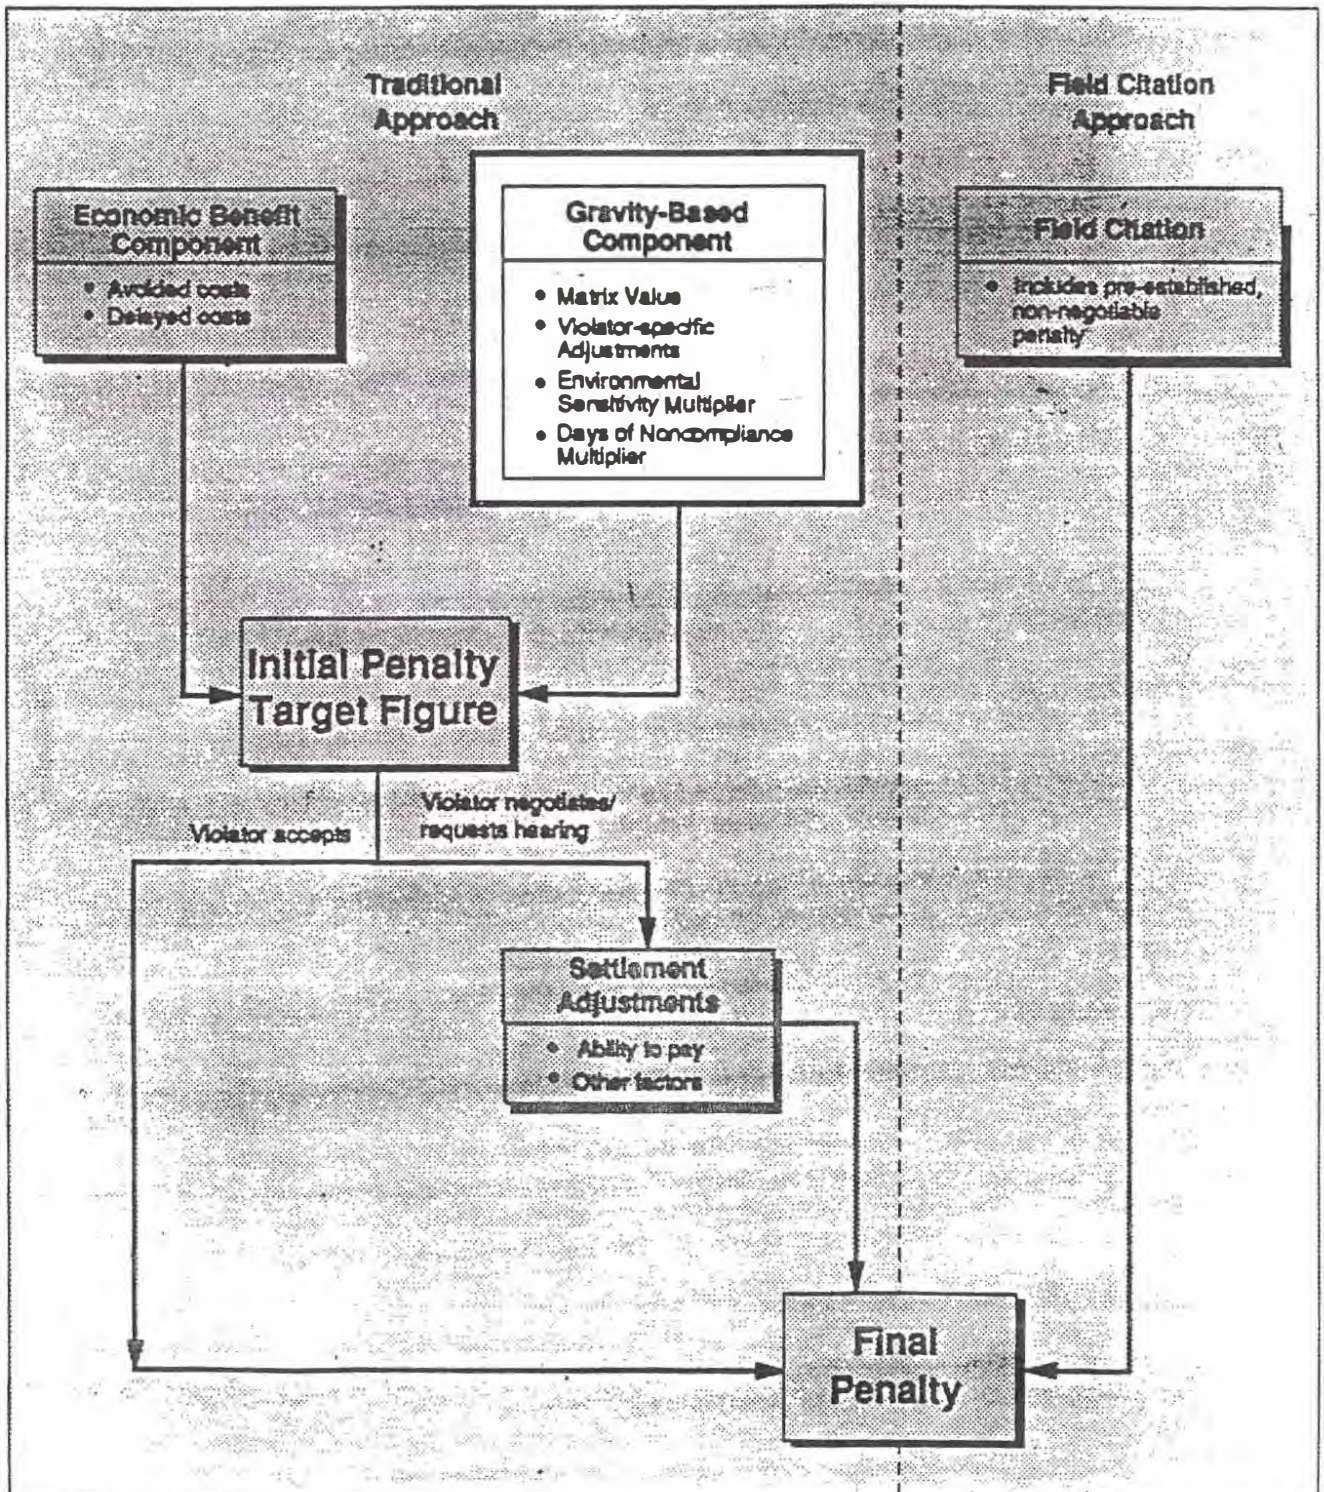 Traditional
Approach
Field Citation
Approach
Economic Benefit
Component
• Avoided costs
• Delayed costs
Gravity-Based
Component
• Matrix Value
• Violator-specific
Adjustments
• Environmental
Sensitivity Multiplier
• Days of Noncompliance
Multiplier
Field Citation
• Includes pre-established,
non-negotiable
penalty
Initial Penalty
Target Figure
Violator accepts
Violator negotiates/
requests hearing
Settlement
Adjustments
• Ability to pay
• Other factors
Final
Penalty